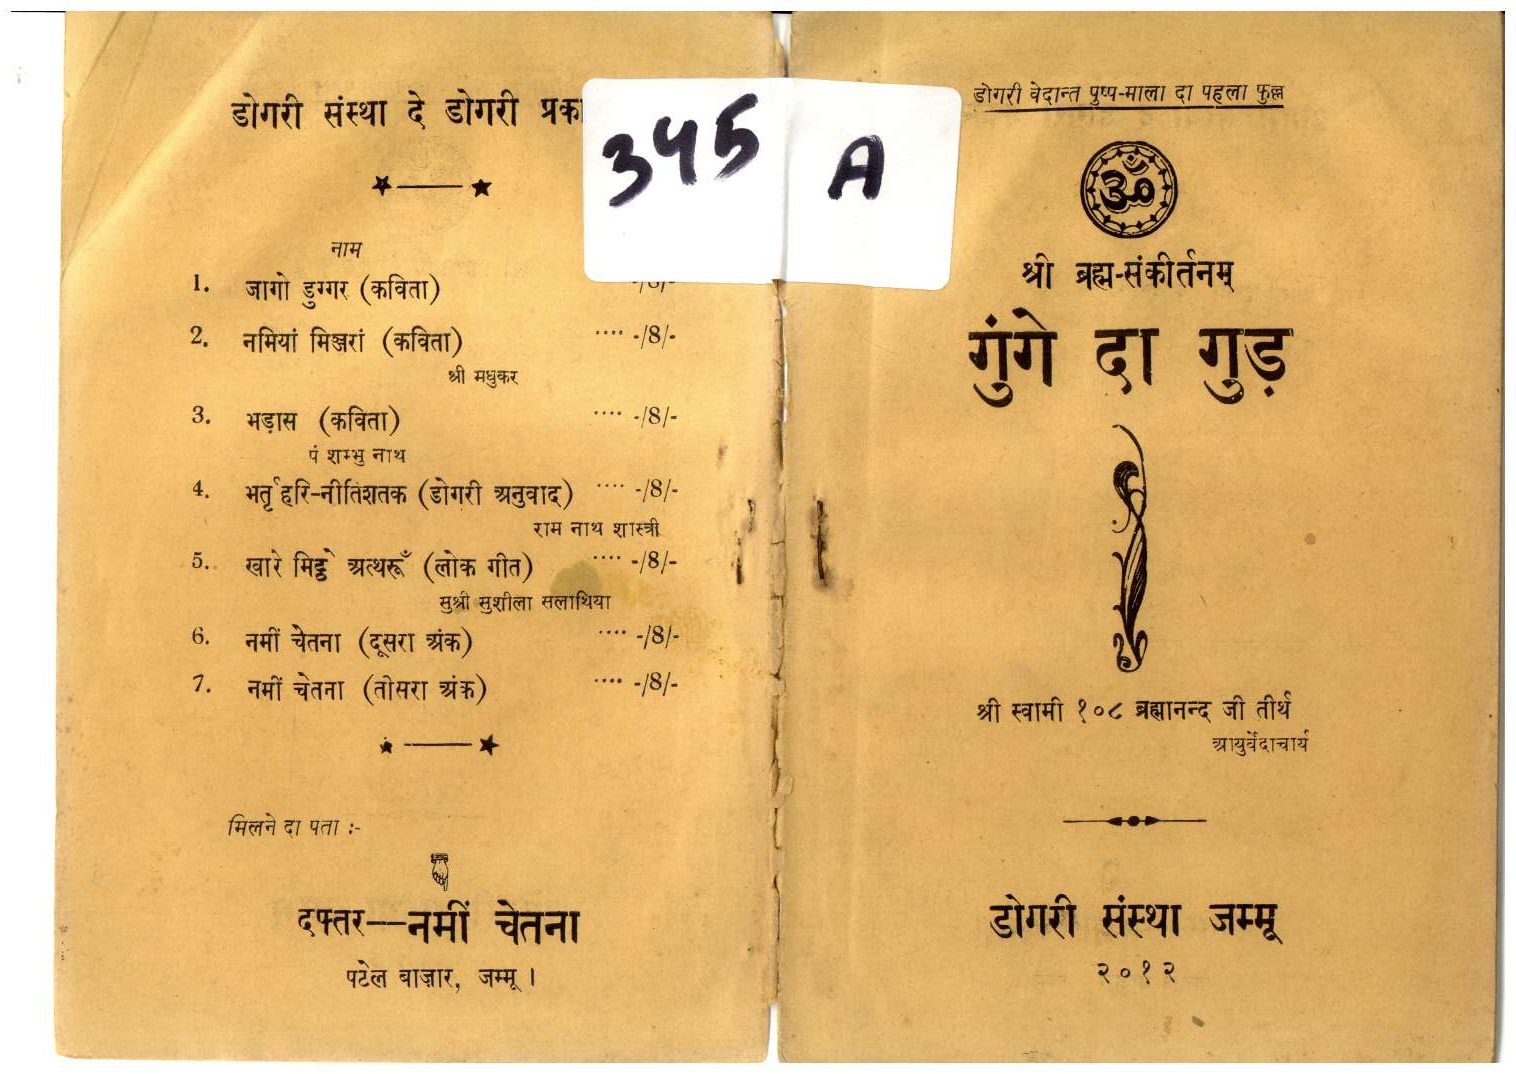 डोगरी संस्था दे डोगरी
नाम
1. जागो डुग्गर (कविता) -/8/-
2. नमियां मिञ्जरां (कविता) .... -/8/-
श्री मधुकर
3. भड़ास (कविता) .... -/8/-
पं शम्भु नाथ
4. भर्तृहरि-नीतिशतक (डोगरी अनुवाद) .... -/8/-
राम नाथ शास्त्री
5. खारे मिट्ठे अत्थरूँ (लोक गीत) .... -/8/-
सुश्री सुशीला सलाथिया
6. नमीं चेतना (दूसरा अंक) .... -/8/-
7. नमीं चेतना (तोसरा अंक) .... -/8/-
मिलने दा पता :-
दफ्तर—नमीं चेतना
पटेल बाज़ार, जम्मू ।
345 A
डोगरी वेदान्त पुष्प-माला दा पहला फुल्ल
ॐ
श्री ब्रह्म-संकीर्तनम्
गुंगे दा गुड़
श्री स्वामी १०८ ब्रह्मानन्द जी तीर्थ
आयुर्वेदाचार्य
डोगरी संस्था जम्मू
२०१२